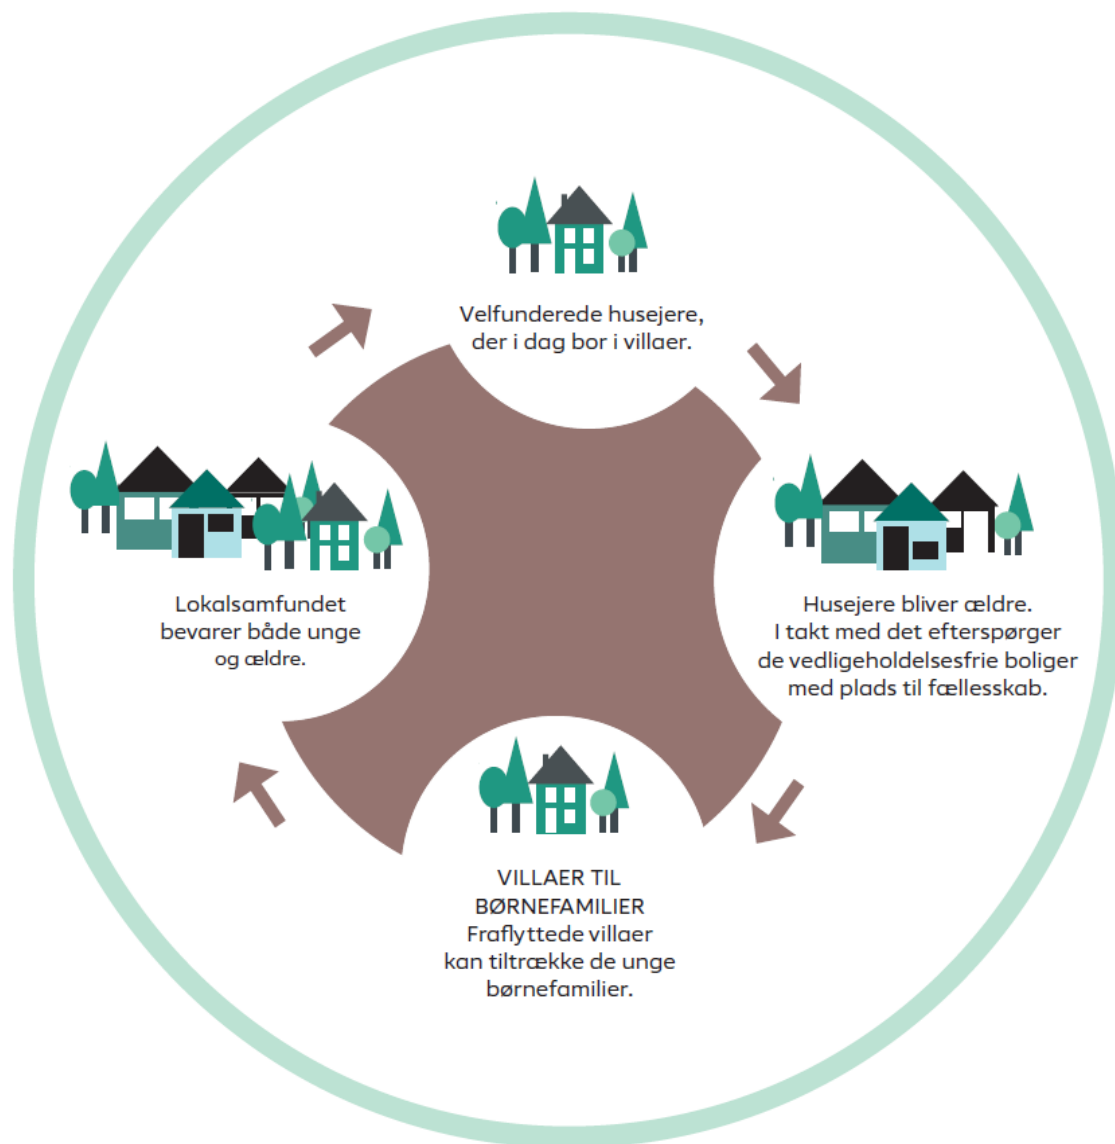 Velfunderede husejere,
der i dag bor i villaer.
Lokalsamfundet
bevarer både unge
og ældre.
Husejere bliver ældre.
I takt med det efterspørger
de vedligeholdelsesfrie boliger
med plads til fællesskab.
VILLAER TIL
BØRNEFAMILIER
Fraflyttede villaer
kan tiltrække de unge
børnefamilier.